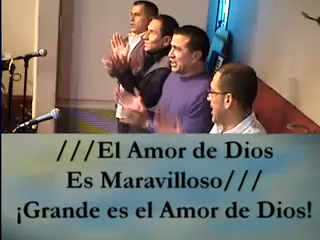 ///El Amor de Dios
Es Maravilloso///
¡Grande es el Amor de Dios!